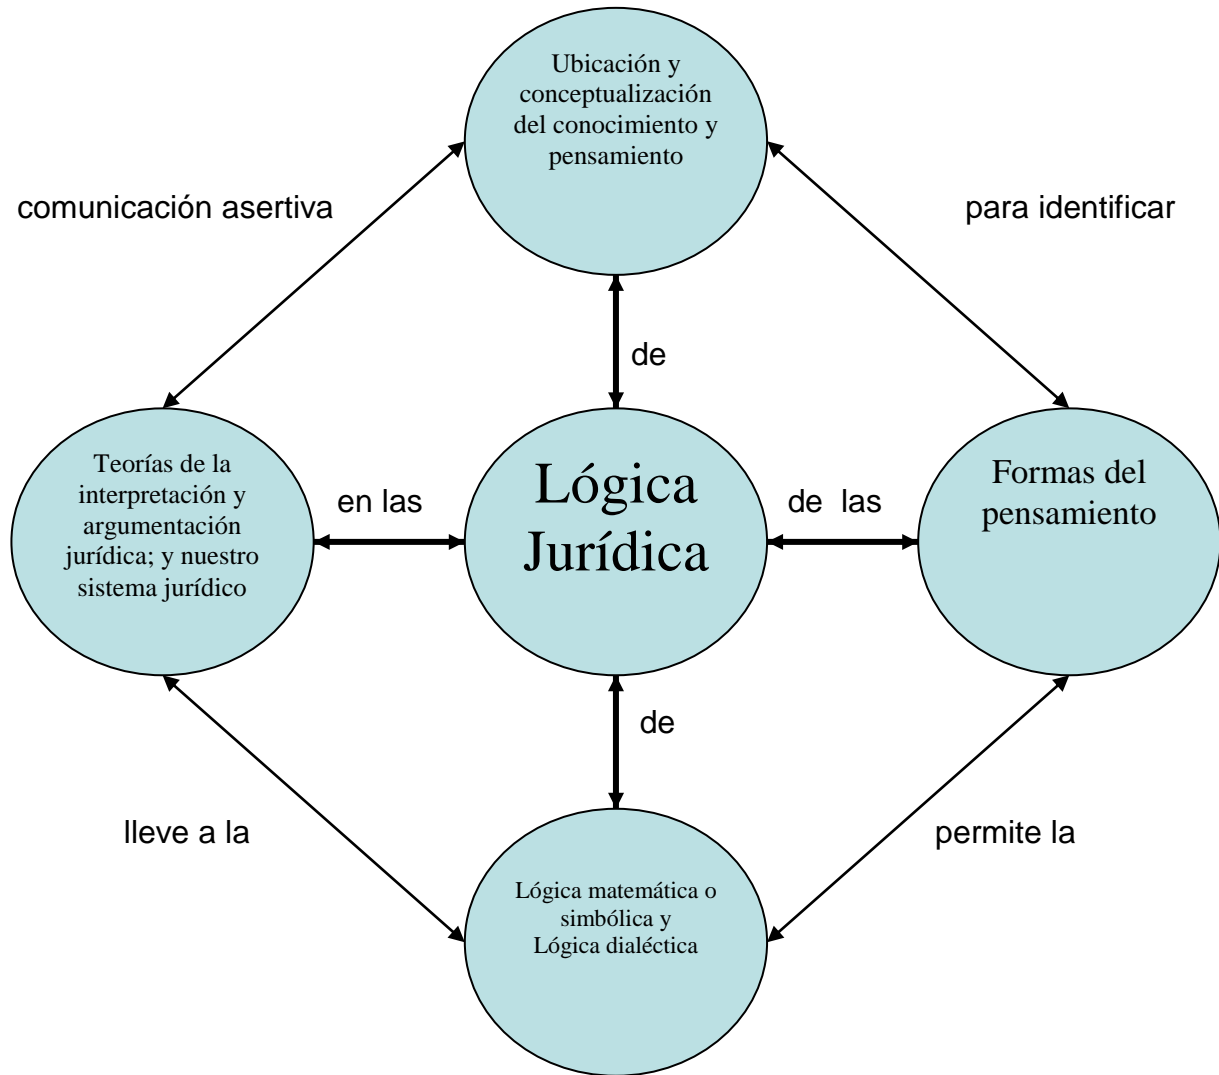 Ubicación y
conceptualización
del conocimiento y
pensamiento
comunicación asertiva
para identificar
de
Teorías de la
interpretación y
argumentación
jurídica; y nuestro
sistema jurídico
en las
Lógica
Jurídica
de  las
Formas del
pensamiento
de
lleve a la
permite la
Lógica matemática o
simbólica y
Lógica dialéctica